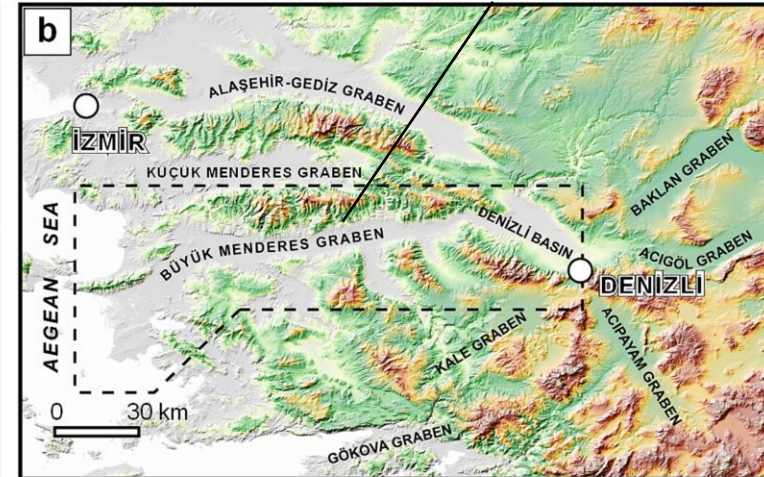 b
ALAŞEHİR-GEDİZ GRABEN
İZMİR
KÜÇÜK MENDERES GRABEN
BAKLAN GRABEN
DENİZLİ BASIN
BÜYÜK MENDERES GRABEN
AEGEAN SEA
ACIGÖL GRABEN
DENİZLİ
KALE GRABEN
ACIPAYAM GRABEN
0 30 km
GÖKOVA GRABEN